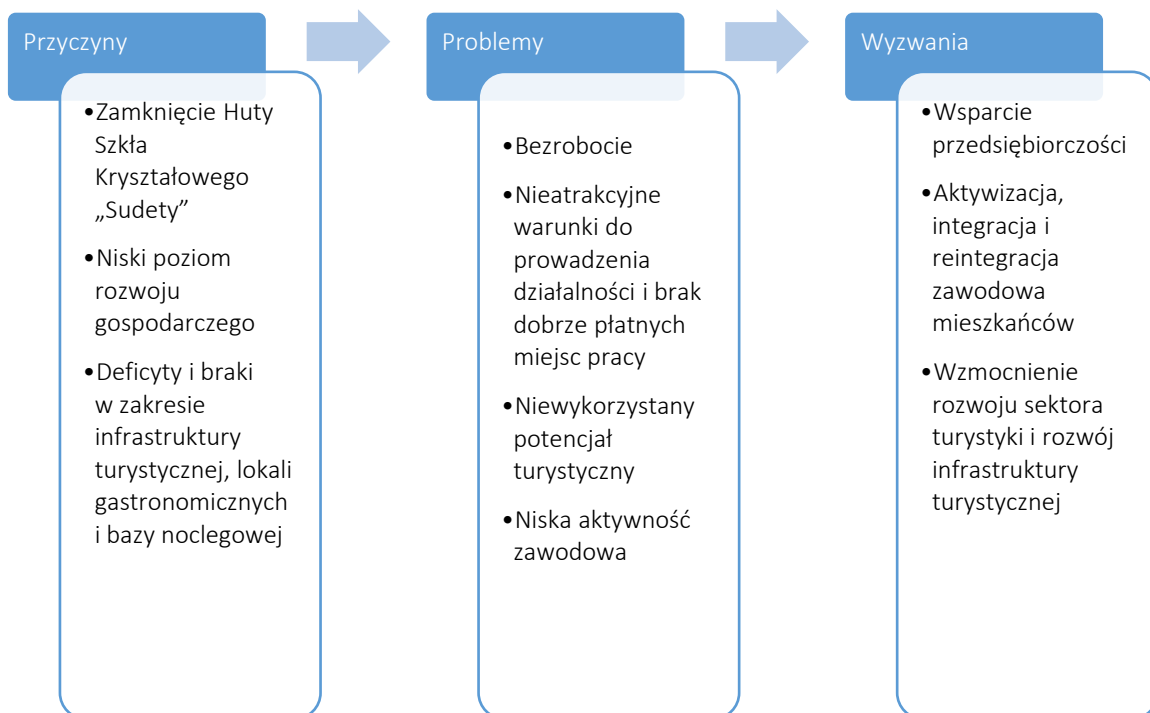 Przyczyny
•Zamknięcie Huty
Szkła
Kryształowego
„Sudety”
•Niski poziom
rozwoju
gospodarczego
•Deficyty i braki
w zakresie
infrastruktury
turystycznej, lokali
gastronomicznych
i bazy noclegowej
Problemy
•Bezrobocie
•Nieatrakcyjne
warunki do
prowadzenia
działalności i brak
dobrze płatnych
miejsc pracy
•Niewykorzystany
potencjał
turystyczny
•Niska aktywność
zawodowa
Wyzwania
•Wsparcie
przedsiębiorczości
•Aktywizacja,
integracja i
reintegracja
zawodowa
mieszkańców
•Wzmocnienie
rozwoju sektora
turystyki i rozwój
infrastruktury
turystycznej